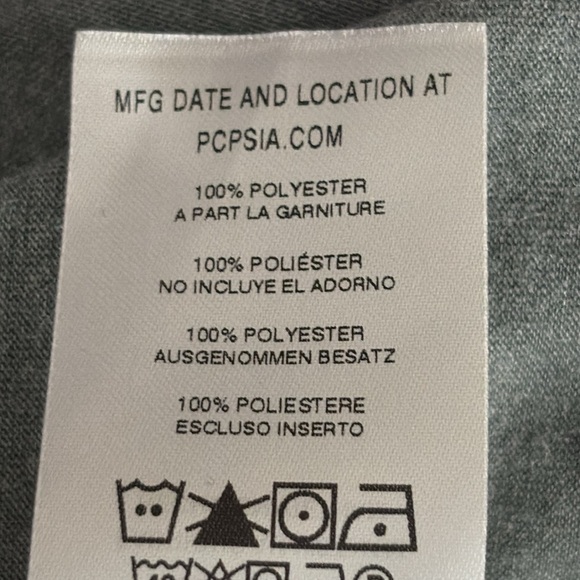 MFG DATE AND LOCATION AT
PCPSIA.COM
100% POLYESTER
A PART LA GARNITURE
100% POLIÉSTER
NO INCLUYE EL ADORNO
100% POLYESTER
AUSGENOMMEN BESATZ
100% POLIESTERE
ESCLUSO INSERTO